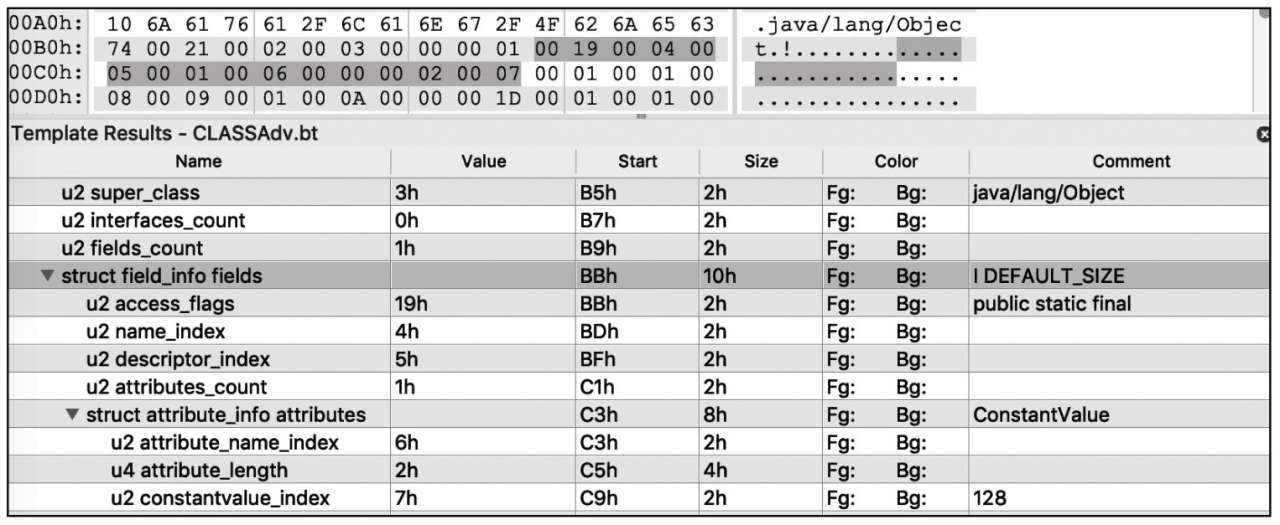 00A0h: 10 6A 61 76 61 2F 6C 61 6E 67 2F 4F 62 6A 65 63 .java/lang/Objec
00B0h: 74 00 21 00 02 00 03 00 00 00 01 00 19 00 04 00 t.!.............
00C0h: 05 00 01 00 06 00 00 00 02 00 07 00 01 00 01 00 ................
00D0h: 08 00 09 00 01 00 0A 00 00 00 1D 00 01 00 01 00 ................
Template Results - CLASSAdv.bt
Name Value Start Size Color Comment
u2 super_class 3h B5h 2h Fg: Bg: java/lang/Object
u2 interfaces_count 0h B7h 2h Fg: Bg:
u2 fields_count 1h B9h 2h Fg: Bg:
struct field_info fields BBh 10h Fg: Bg: I DEFAULT_SIZE
u2 access_flags 19h BBh 2h Fg: Bg: public static final
u2 name_index 4h BDh 2h Fg: Bg:
u2 descriptor_index 5h BFh 2h Fg: Bg:
u2 attributes_count 1h C1h 2h Fg: Bg:
struct attribute_info attributes C3h 8h Fg: Bg: ConstantValue
u2 attribute_name_index 6h C3h 2h Fg: Bg:
u4 attribute_length 2h C5h 4h Fg: Bg:
u2 constantvalue_index 7h C9h 2h Fg: Bg: 128